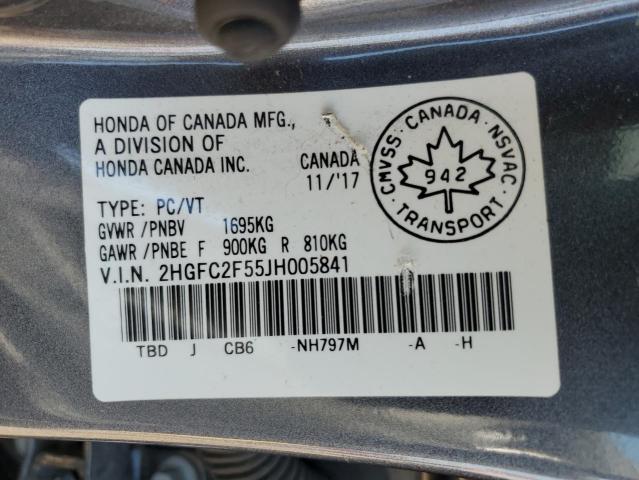 HONDA OF CANADA MFG.,
A DIVISION OF
HONDA CANADA INC.
CANADA
11/'17
TYPE: PC/VT
GVWR /PNBV 1695KG
GAWR /PNBE F 900KG R 810KG
V.I.N. 2HGFC2F55JH005841
TBD J CB6 -NH797M -A -H
CMVSS · CANADA · NSVAC
942
TRANSPORT